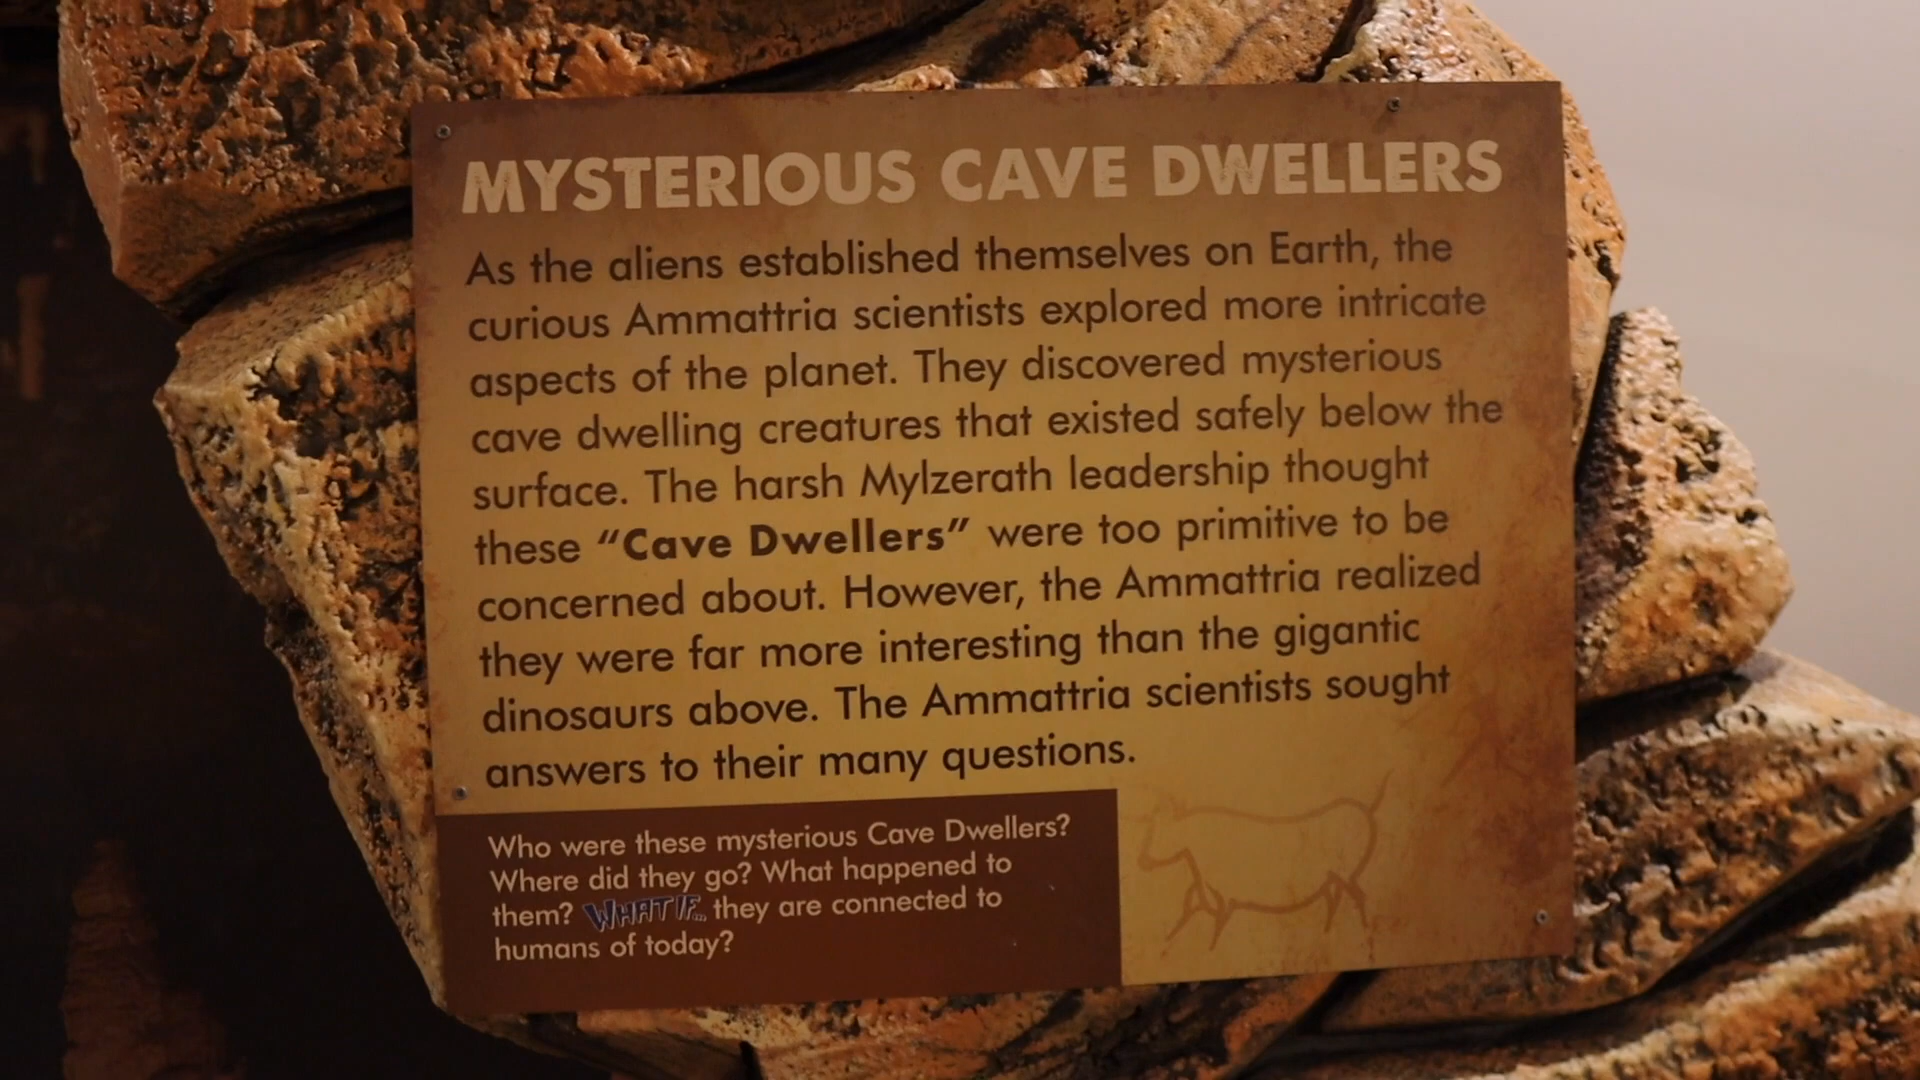 MYSTERIOUS CAVE DWELLERS
As the aliens established themselves on Earth, the
curious Ammattria scientists explored more intricate
aspects of the planet. They discovered mysterious
cave dwelling creatures that existed safely below the
surface. The harsh Mylzerath leadership thought
these “Cave Dwellers” were too primitive to be
concerned about. However, the Ammattria realized
they were far more interesting than the gigantic
dinosaurs above. The Ammattria scientists sought
answers to their many questions.
Who were these mysterious Cave Dwellers?
Where did they go? What happened to
them? WHAT IF... they are connected to
humans of today?